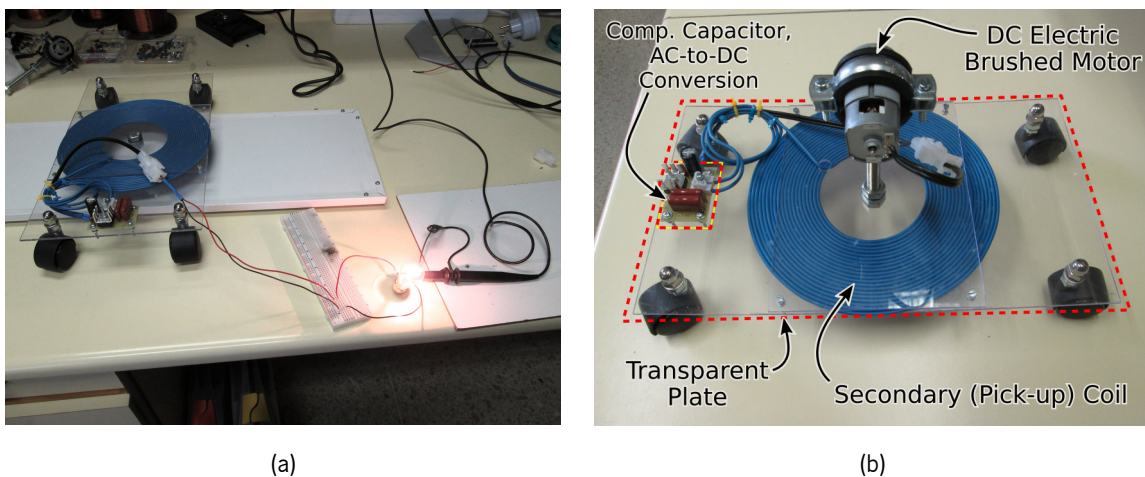 Comp. Capacitor,
AC-to-DC
Conversion
DC Electric
Brushed Motor
Transparent
Plate
Secondary (Pick-up) Coil
(a)
(b)